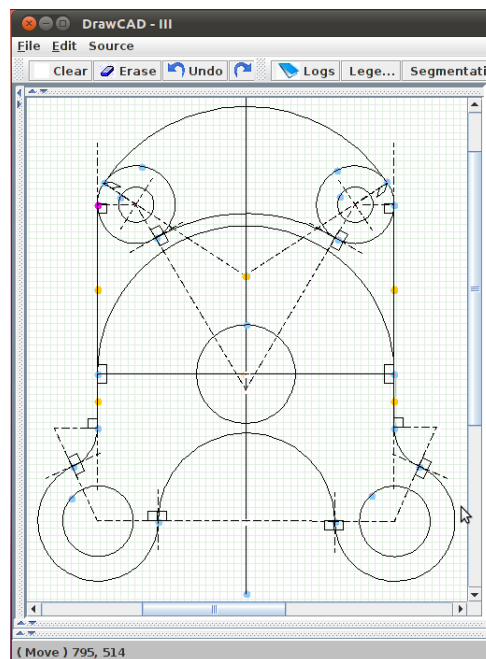 DrawCAD - III
File Edit Source
Clear Erase Undo Logs Lege... Segmentati
( Move ) 795, 514